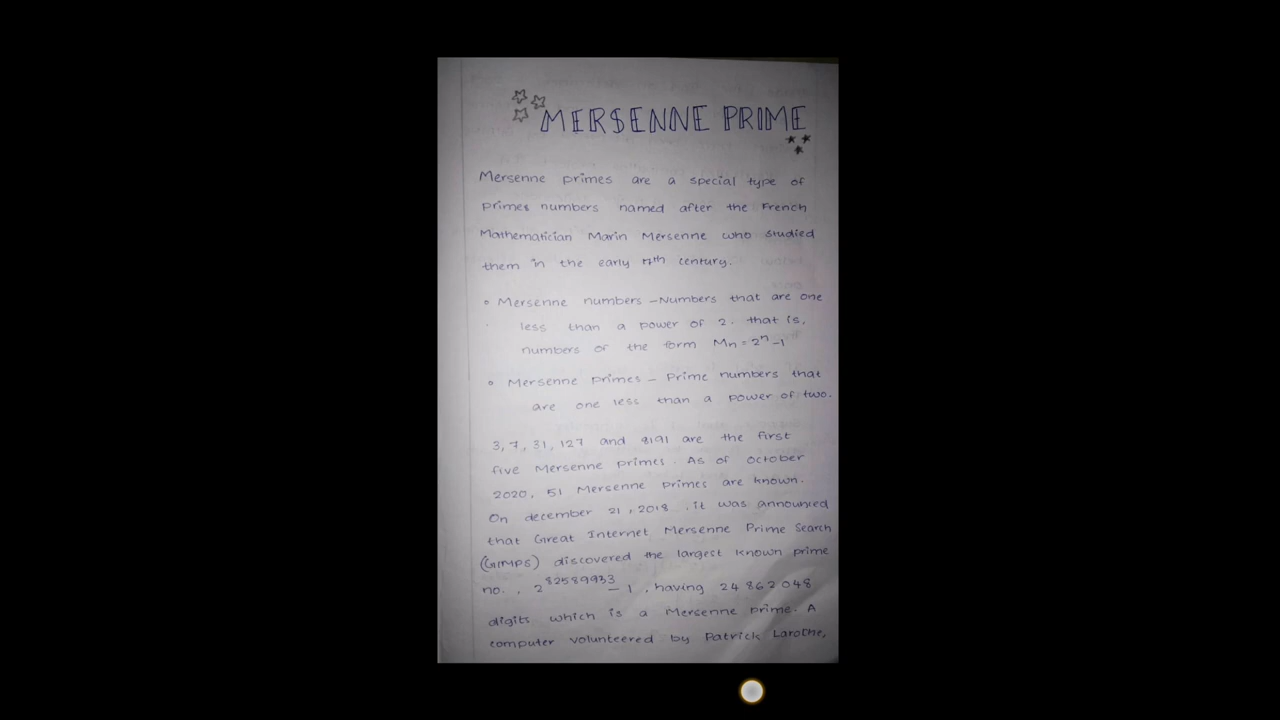 MERSENNE PRIME
Mersenne primes are a special type of
primes numbers named after the French
Mathematician Marin Mersenne who studied
them in the early 17th century.
• Mersenne numbers - Numbers that are one
less than a power of 2. that is,
numbers of the form Mn = 2ⁿ-1
• Mersenne primes - Prime numbers that
are one less than a power of two.
3, 7, 31, 127 and 8191 are the first
five Mersenne primes. As of October
2020, 51 Mersenne primes are known.
On december 21, 2018, it was announced
that Great Internet Mersenne Prime Search
(GIMPS) discovered the largest known prime
no., 2⁸²⁵⁸⁹⁹³³ - 1, having 24862048
digits which is a Mersenne prime. A
computer volunteered by Patrick Laroche,